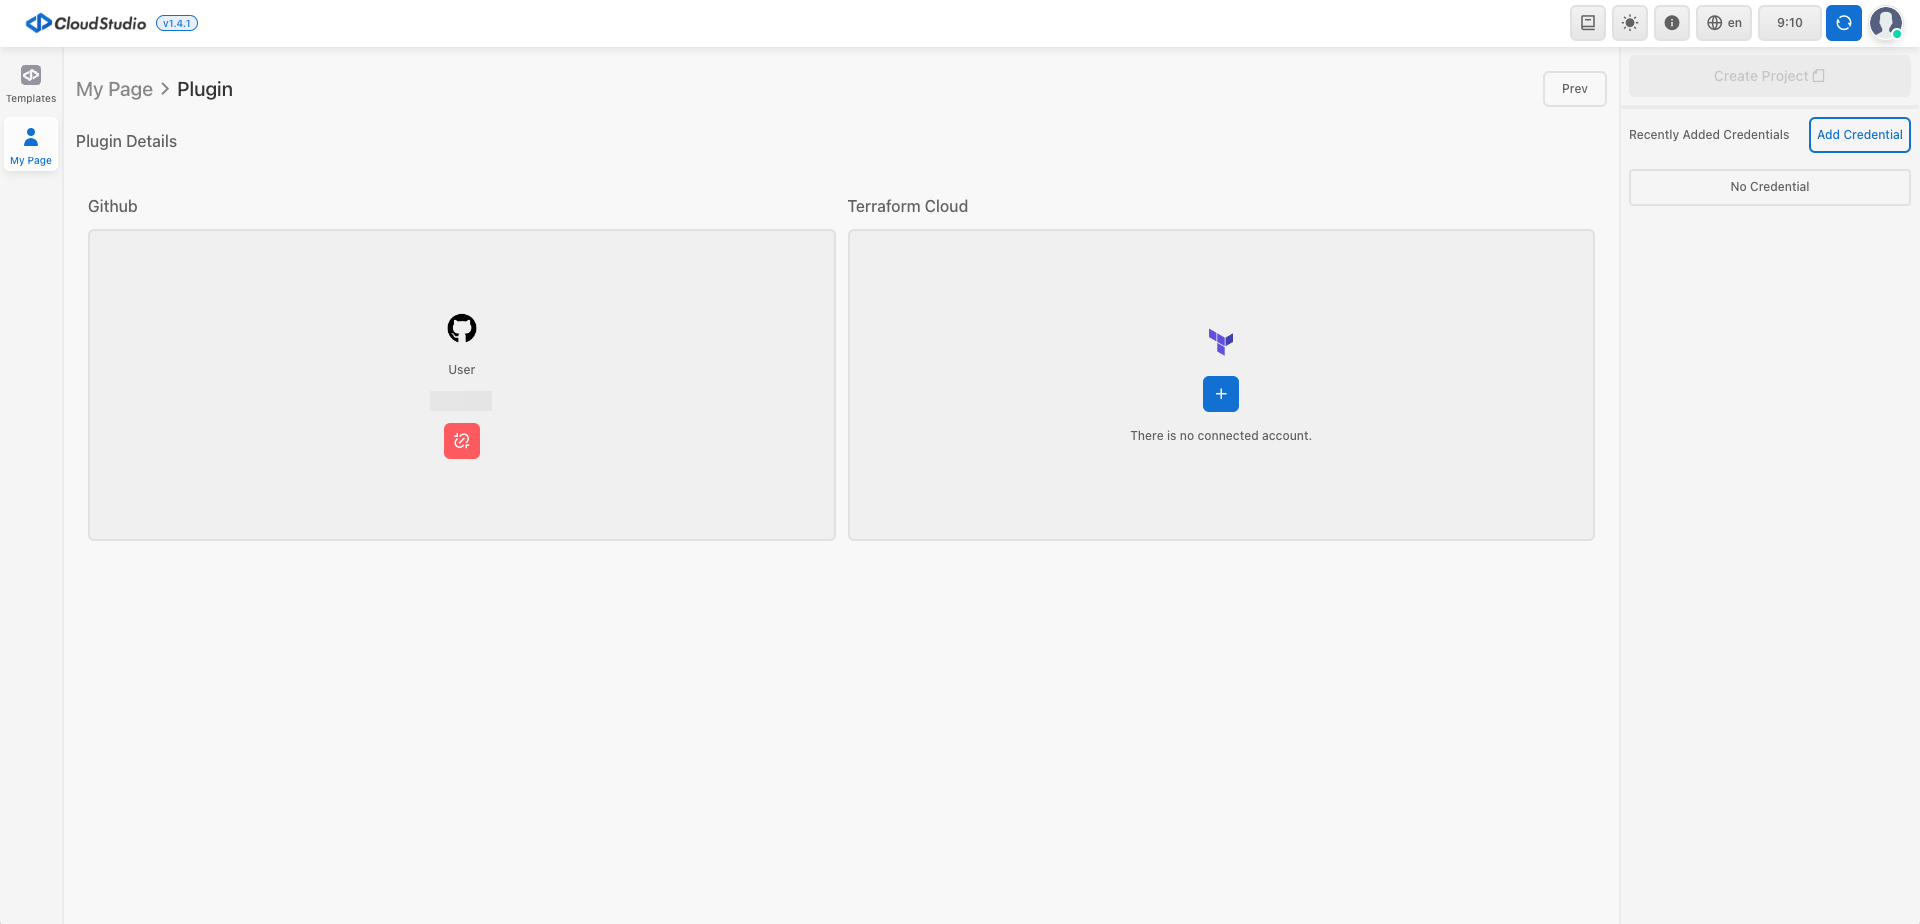 CloudStudio
v1.4.1
en
9:10
Templates
My Page
My Page > Plugin
Prev
Plugin Details
Github
User
Terraform Cloud
There is no connected account.
Create Project
Recently Added Credentials
Add Credential
No Credential